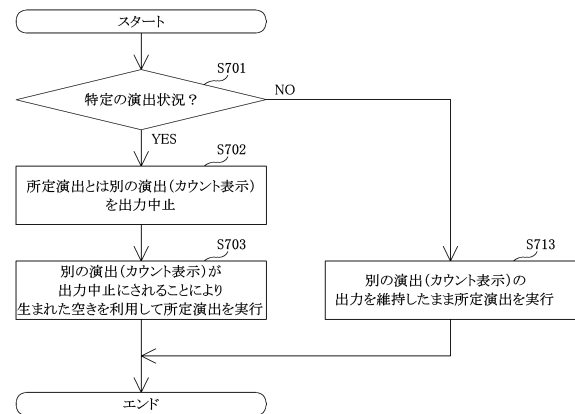 スタート
S701
特定の演出状況？
NO
YES
S702
所定演出とは別の演出(カウント表示)
を出力中止
S703
別の演出(カウント表示)が
出力中止にされることにより
生まれた空きを利用して所定演出を実行
S713
別の演出(カウント表示)の
出力を維持したまま所定演出を実行
エンド